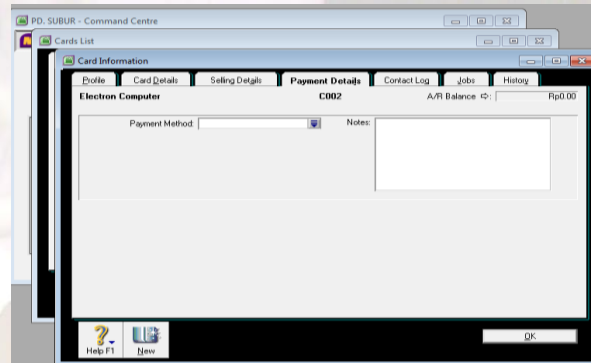 PD. SUBUR - Command Centre
Cards List
Card Information
Profile Card Details Selling Details Payment Details Contact Log Jobs History
Electron Computer C002 A/R Balance ⇨: Rp0.00
Payment Method: Notes:
Help F1 New OK